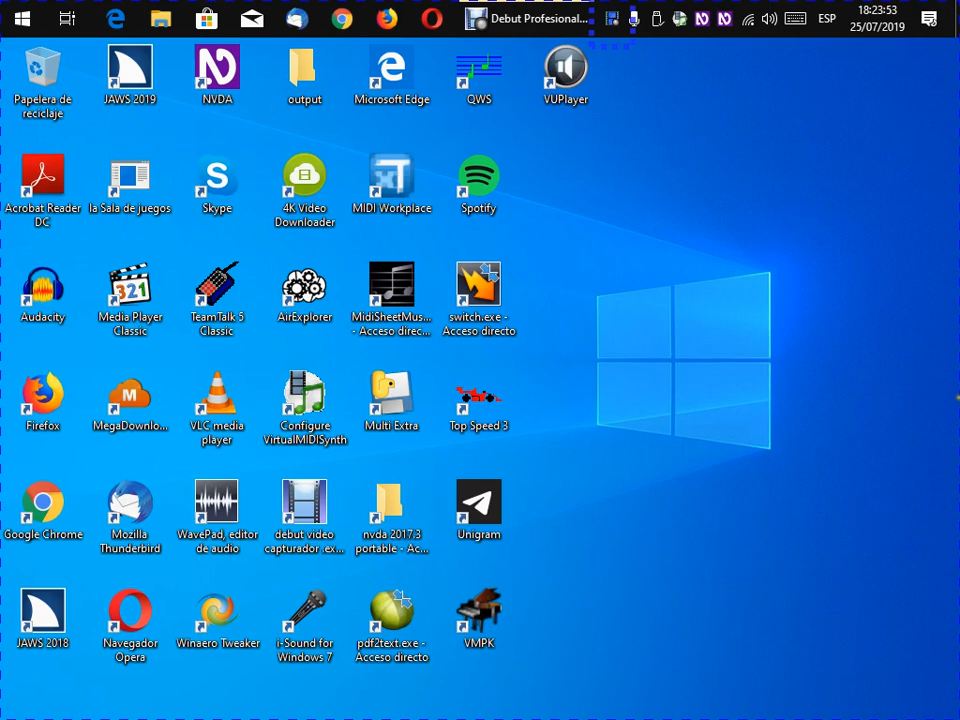 Debut Profesional...
ESP
18:23:53
25/07/2019
Papelera de
reciclaje
JAWS 2019
NVDA
output
Microsoft Edge
QWS
VUPlayer
Acrobat Reader
DC
la Sala de juegos
Skype
4K Video
Downloader
MIDI Workplace
Spotify
Audacity
Media Player
Classic
TeamTalk 5
Classic
AirExplorer
MidiSheetMus...
- Acceso direc...
switch.exe -
Acceso directo
Firefox
MegaDownlo...
VLC media
player
Configure
VirtualMIDISynth
Multi Extra
Top Speed 3
Google Chrome
Mozilla
Thunderbird
WavePad, editor
de audio
debut video
capturador .ex...
nvda 2017.3
portable - Ac...
Unigram
JAWS 2018
Navegador
Opera
Winaero Tweaker
i-Sound for
Windows 7
pdf2text.exe -
Acceso directo
VMPK